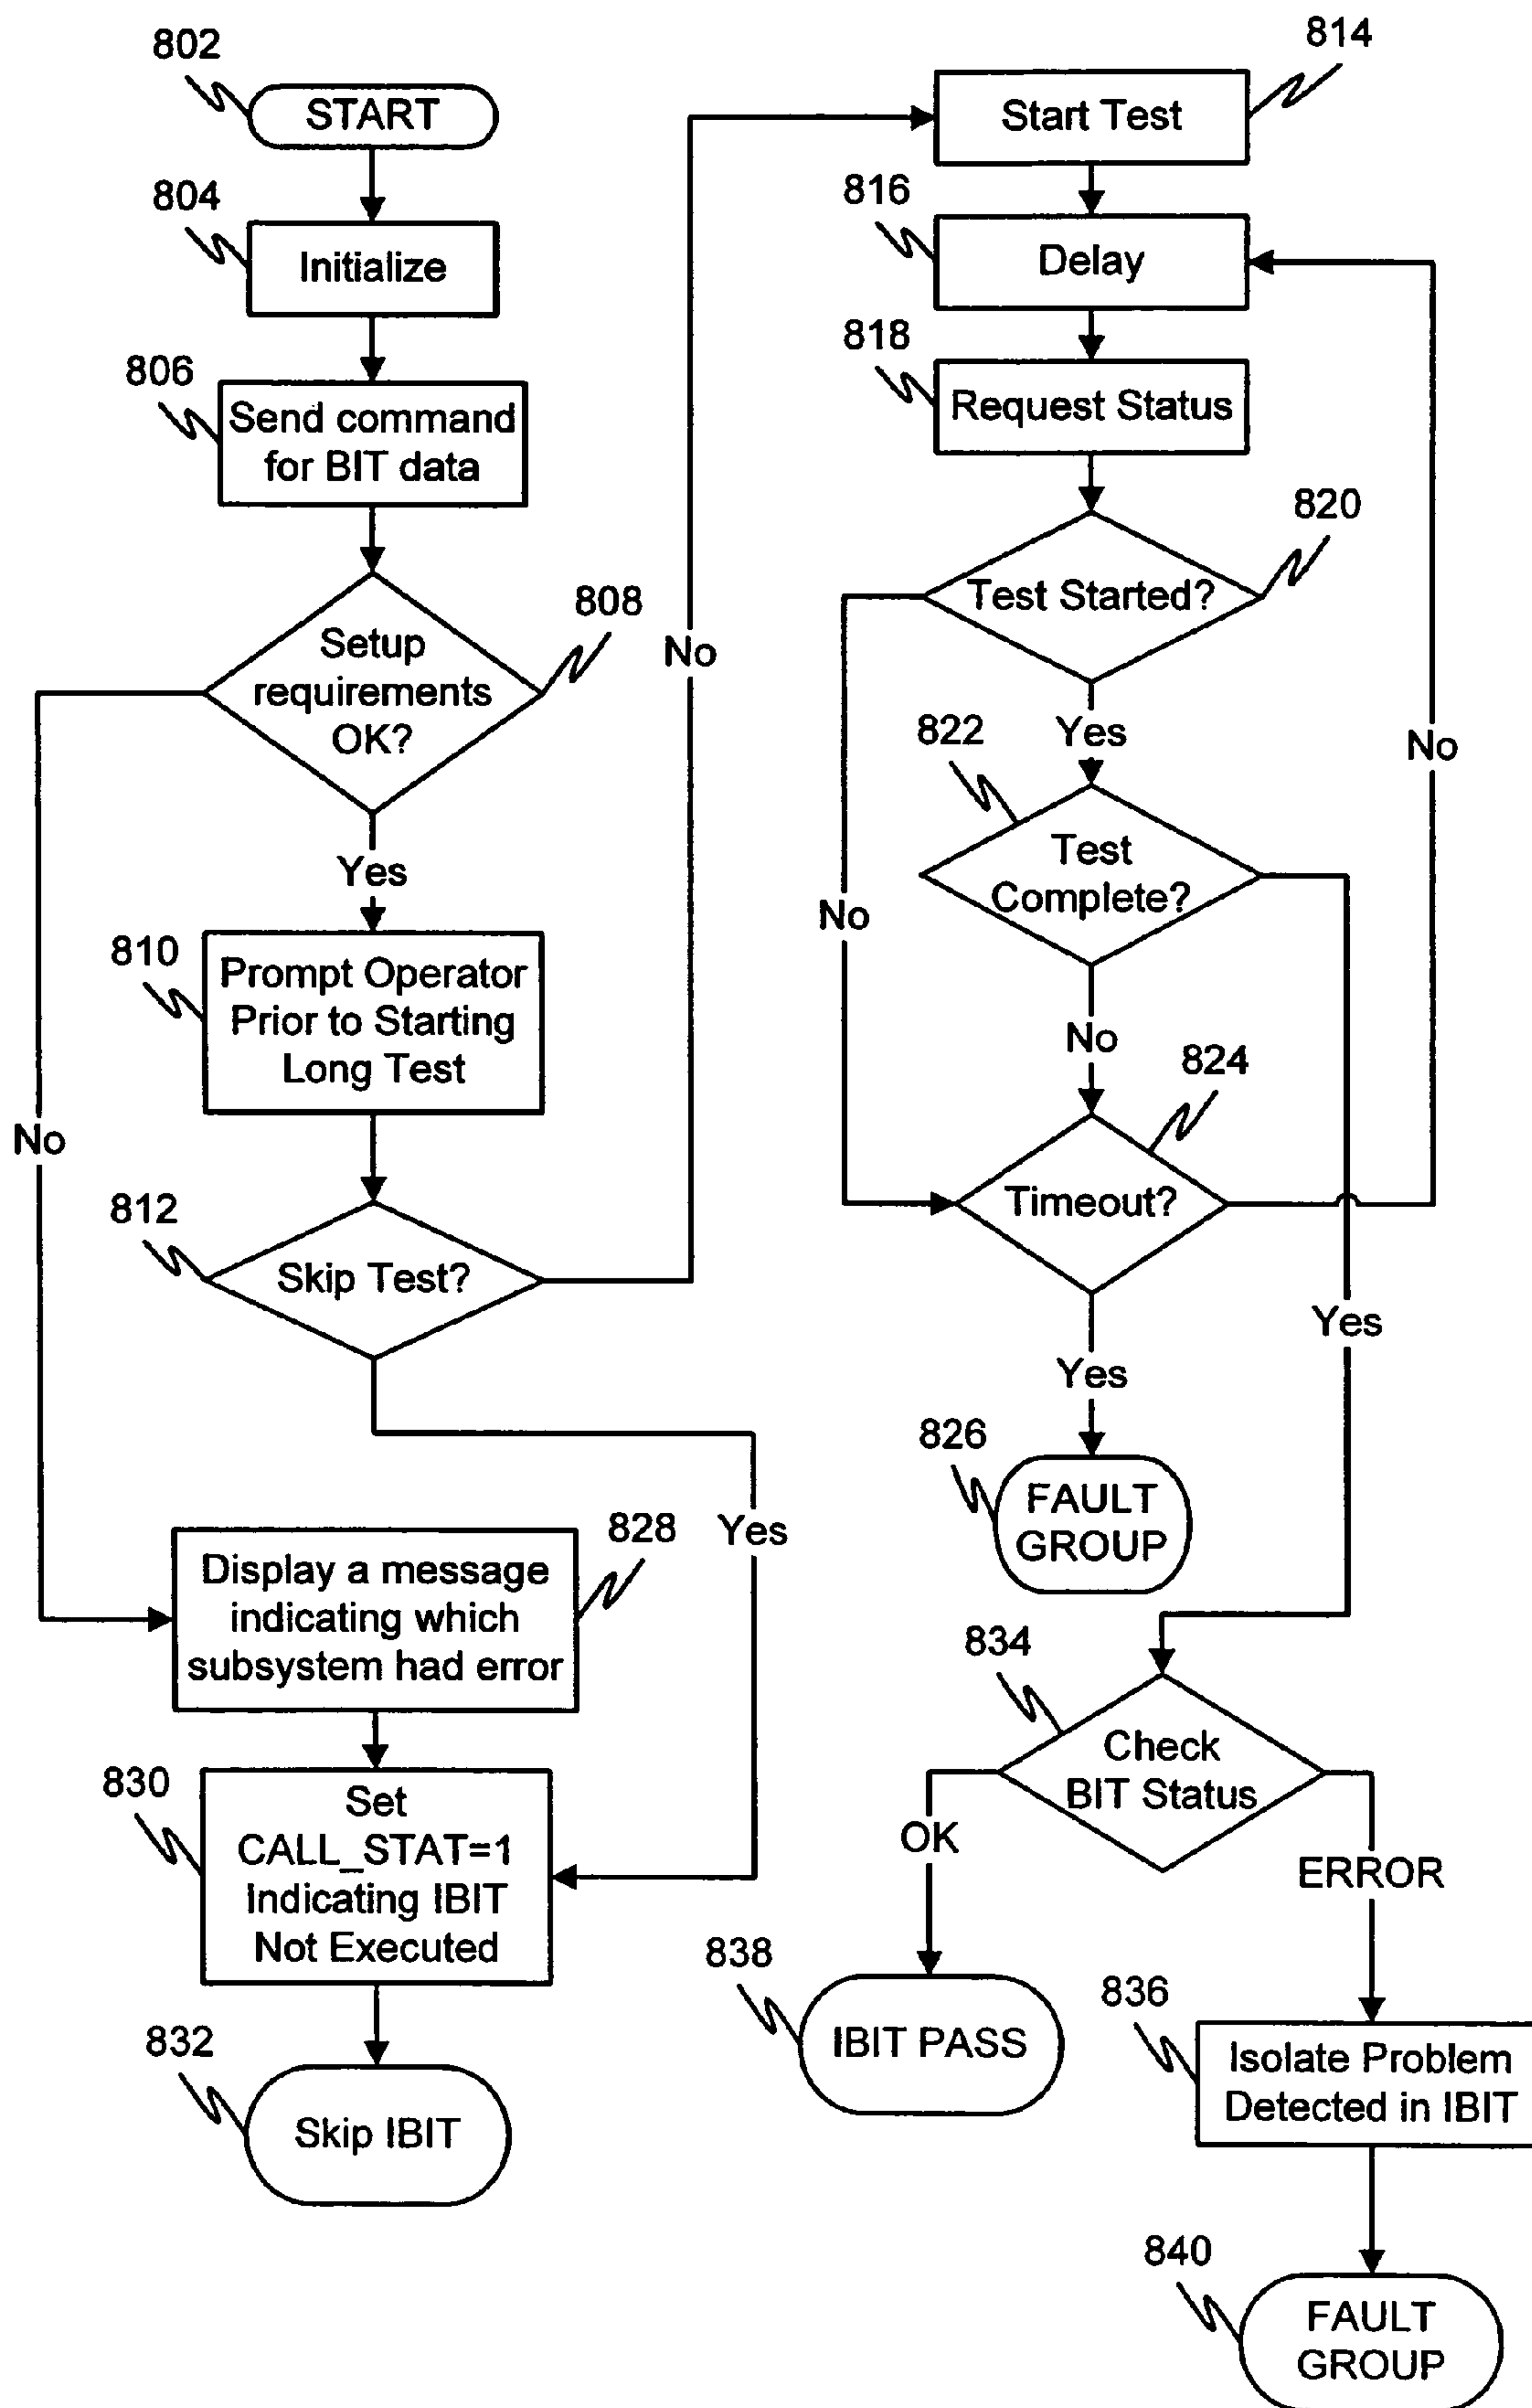 802
START
804
Initialize
806
Send command
for BIT data
808
Setup
requirements
OK?
No
Yes
810
Prompt Operator
Prior to Starting
Long Test
812
Skip Test?
No
Yes
828
Display a message
indicating which
subsystem had error
830
Set
CALL_STAT=1
Indicating IBIT
Not Executed
832
Skip IBIT
814
Start Test
816
Delay
818
Request Status
820
Test Started?
No
Yes
822
Test
Complete?
No
Yes
824
Timeout?
No
Yes
826
FAULT
GROUP
834
Check
BIT Status
OK
ERROR
838
IBIT PASS
836
Isolate Problem
Detected in IBIT
840
FAULT
GROUP